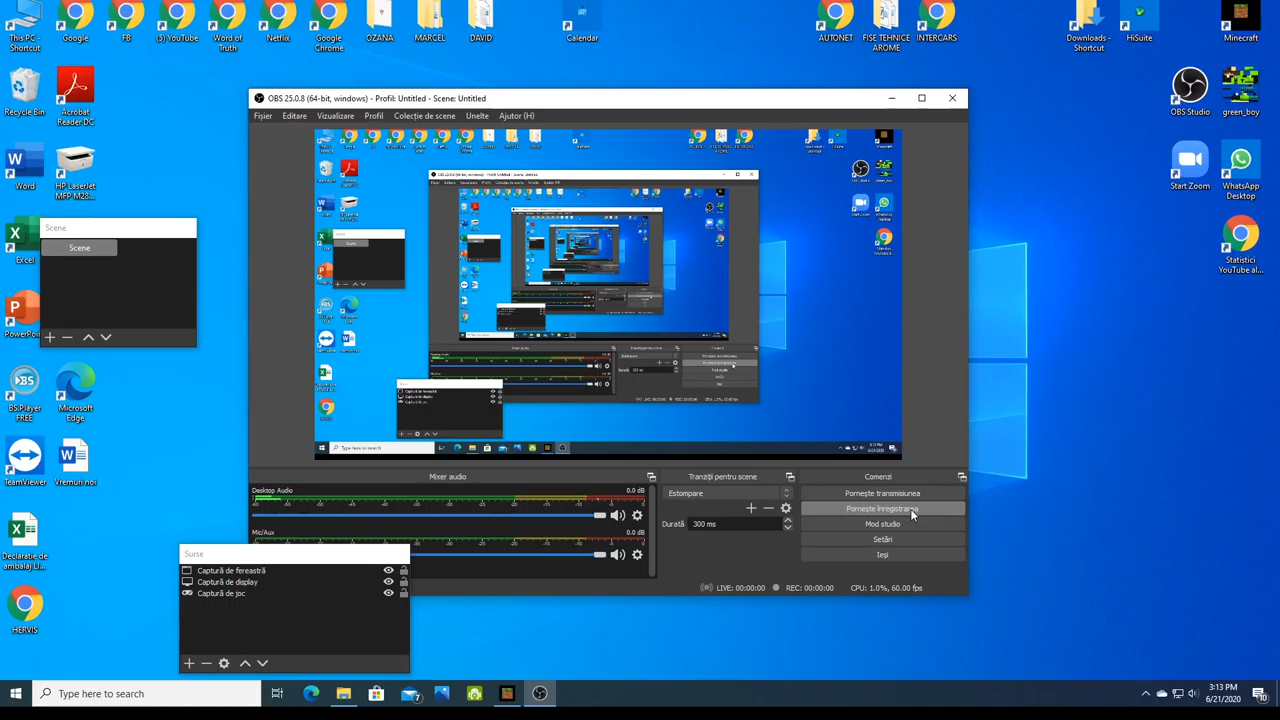 This PC -
Shortcut
Google
FB
(5) YouTube
Word of
Truth
Netflix
Google
Chrome
OZANA
MARCEL
DAVID
Calendar
AUTONET
FISE TEHNICE
AROME
INTERCARS
Downloads -
Shortcut
HiSuite
Minecraft
Recycle Bin
Acrobat
Reader DC
OBS Studio
green_boy
Word
HP LaserJet
MFP M28...
Start Zoom
WhatsApp
Desktop
Excel
Statistici
YouTube al...
PowerPoi
BS.Player
FREE
Microsoft
Edge
TeamViewer
Vremuri noi
Declaratie de
ambalaj LI...
HERVIS
OBS 25.0.8 (64-bit, windows) - Profil: Untitled - Scene: Untitled
Fișier
Editare
Vizualizare
Profil
Colecție de scene
Unelte
Ajutor (H)
Scene
Scene
Mixer audio
Tranziții pentru scene
Comenzi
Desktop Audio
0.0 dB
Mic/Aux
0.0 dB
Estompare
Durată
300 ms
Pornește transmisiunea
Pornește înregistrarea
Mod studio
Setări
Ieși
LIVE: 00:00:00
REC: 00:00:00
CPU: 1.0%, 60.00 fps
Surse
Captură de fereastră
Captură de display
Captură de joc
Type here to search
7
3:13 PM
6/21/2020
10